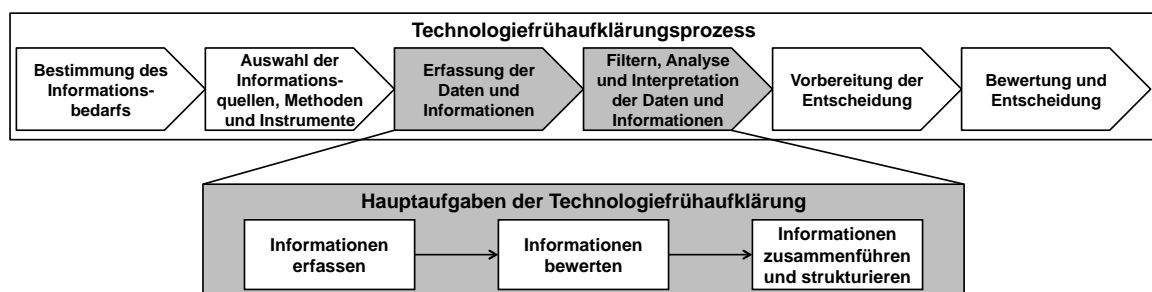 Technologiefrühaufklärungsprozess
Bestimmung des
Informations-
bedarfs
Auswahl der
Informations-
quellen, Methoden
und Instrumente
Erfassung der
Daten und
Informationen
Filtern, Analyse
und Interpretation
der Daten und
Informationen
Vorbereitung der
Entscheidung
Bewertung und
Entscheidung
Hauptaufgaben der Technologiefrühaufklärung
Informationen
erfassen
Informationen
bewerten
Informationen
zusammenführen
und strukturieren